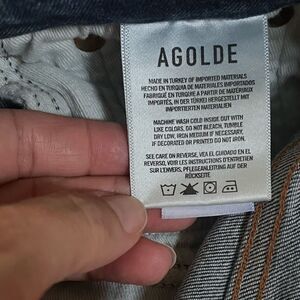 AGOLDE
MADE IN TURKEY OF IMPORTED MATERIALS
HECHO EN TURQUIA DE MATERIALES IMPORTADOS
FABRIQUÉ EN TURQUIE A PARTIR DE MATÉRIAUX
IMPORTÉS, IN DER TÜRKEI HERGESTELLT MIT
IMPORTIERTEN MATERIALIEN
MACHINE WASH COLD INSIDE OUT WITH
LIKE COLORS, DO NOT BLEACH, TUMBLE
DRY LOW, IRON MEDIUM IF NECESSARY,
IF DECORATED OR PRINTED DO NOT IRON
SEE CARE ON REVERSE, VEA EL CUIDADO EN EL
REVERSO, VOIR LES INSTRUCTIONS D'ENTRETIEN
SUR L'ENVERS, PFLEGEANLEITUNG AUF DER
RÜCKSEITE